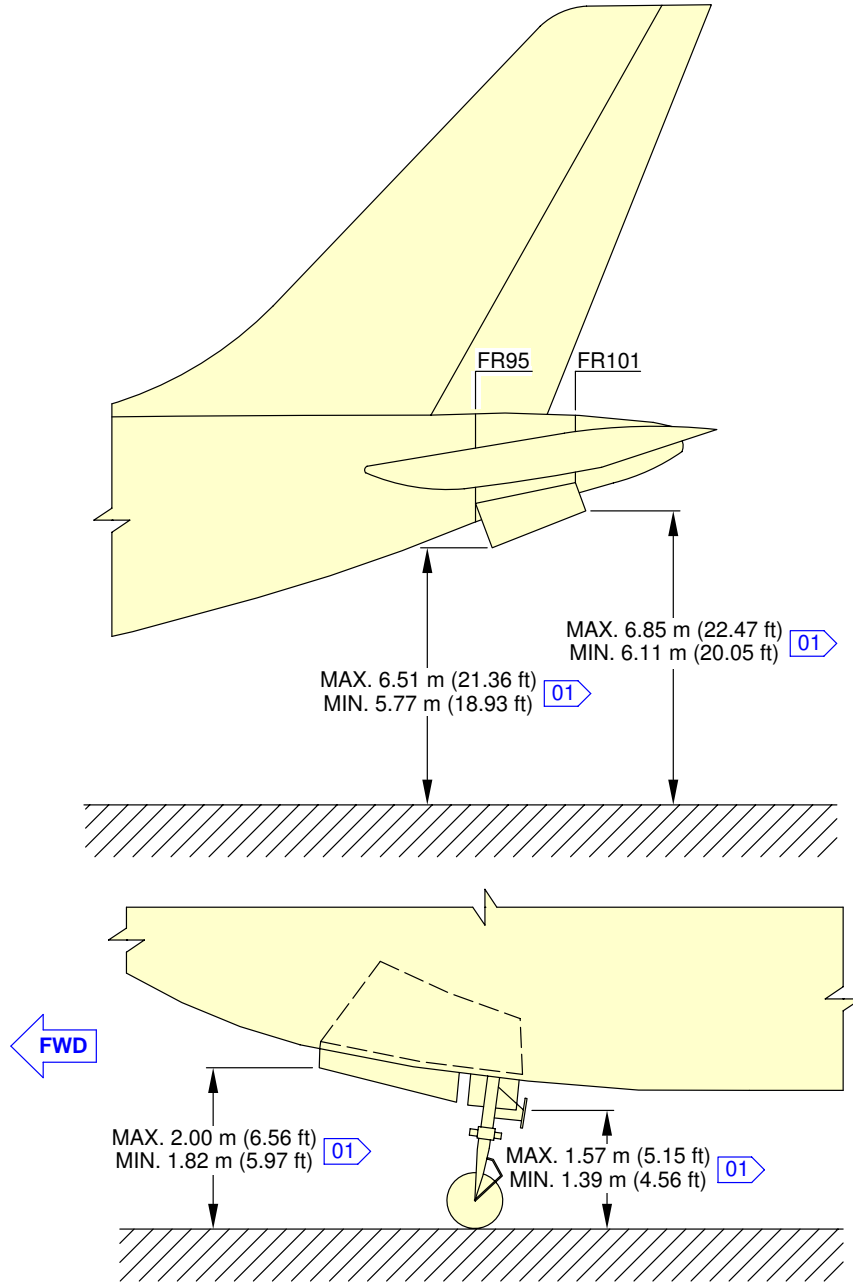 FR95
FR101
MAX. 6.85 m (22.47 ft)
MIN. 6.11 m (20.05 ft)
01
MAX. 6.51 m (21.36 ft)
MIN. 5.77 m (18.93 ft)
01
FWD
MAX. 2.00 m (6.56 ft)
MIN. 1.82 m (5.97 ft)
01
MAX. 1.57 m (5.15 ft)
MIN. 1.39 m (4.56 ft)
01